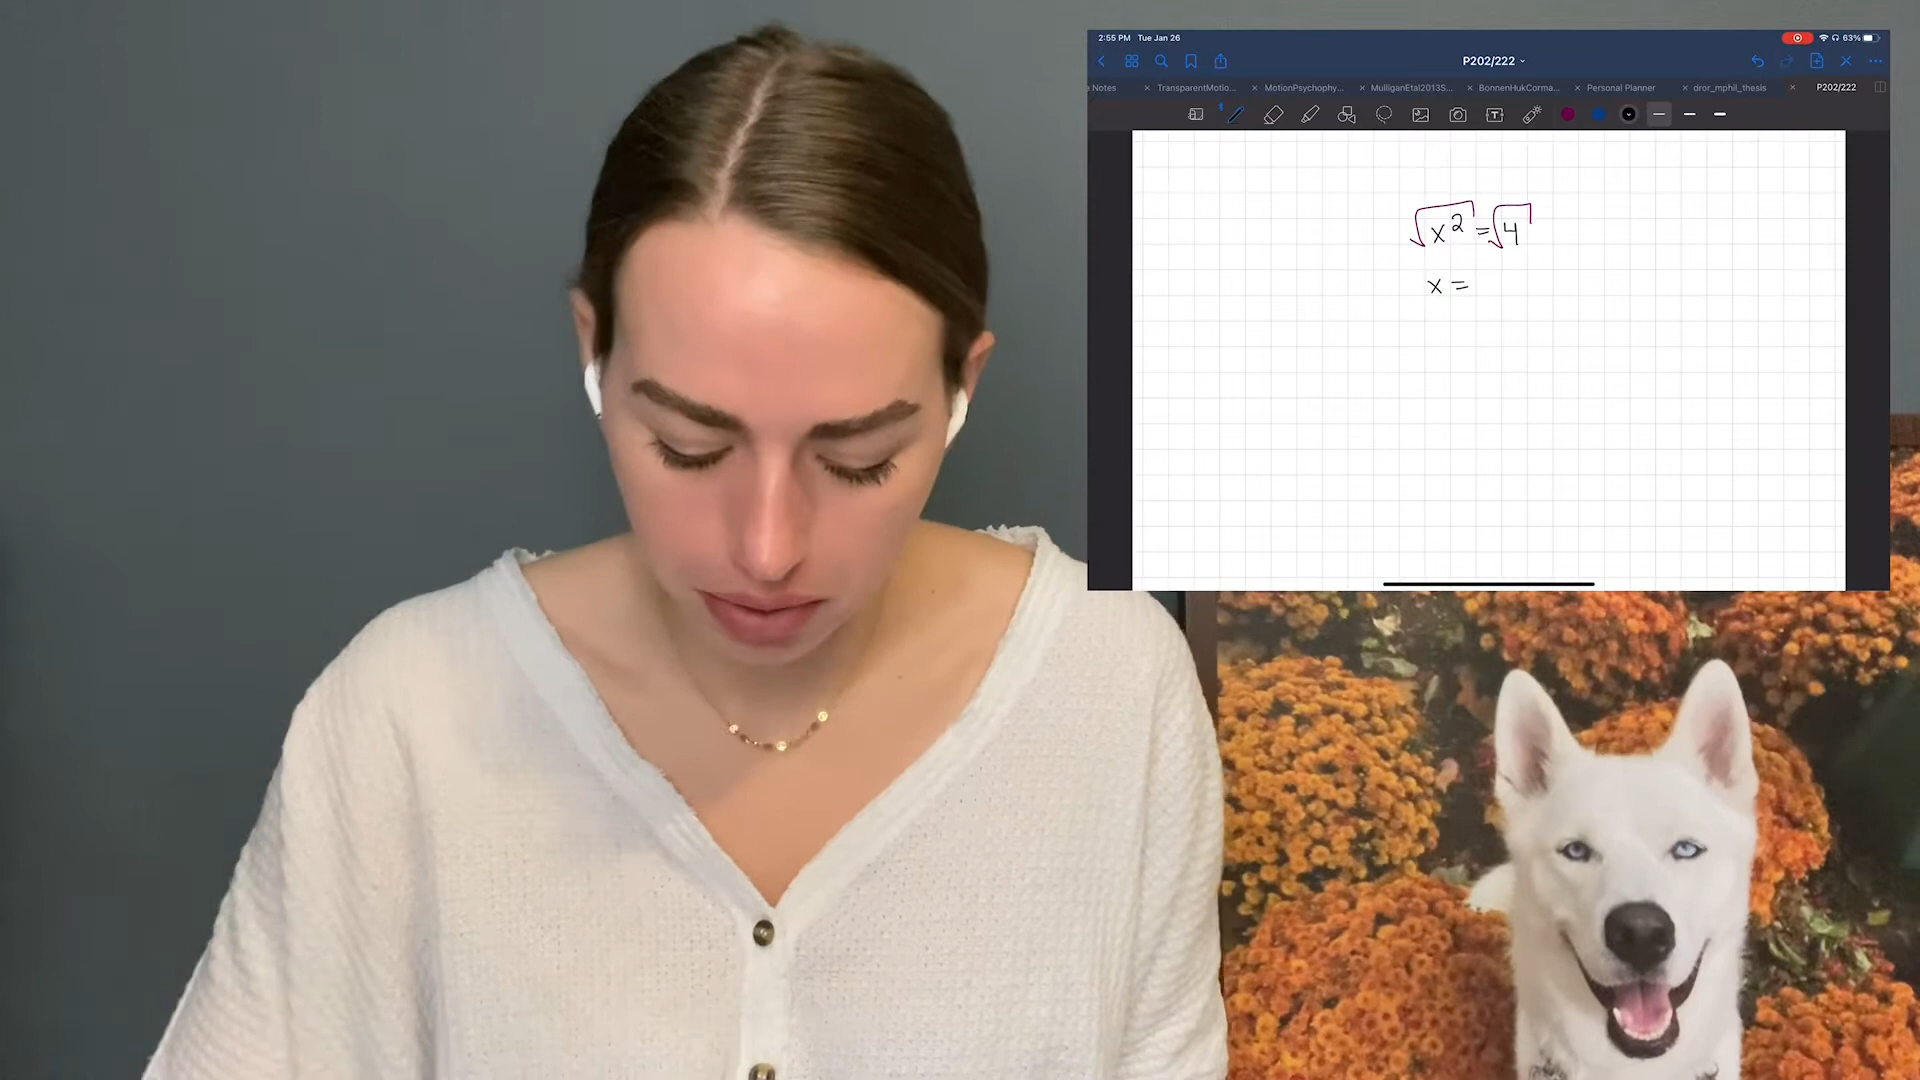 2:55 PM Tue Jan 26
63%
P202/222
Notes × TransparentMotio... × MotionPsychophy... × MulliganEtal2013S... × BonnenHukCorma... × Personal Planner × dror_mphil_thesis × P202/222
T
√x² = √4
x =